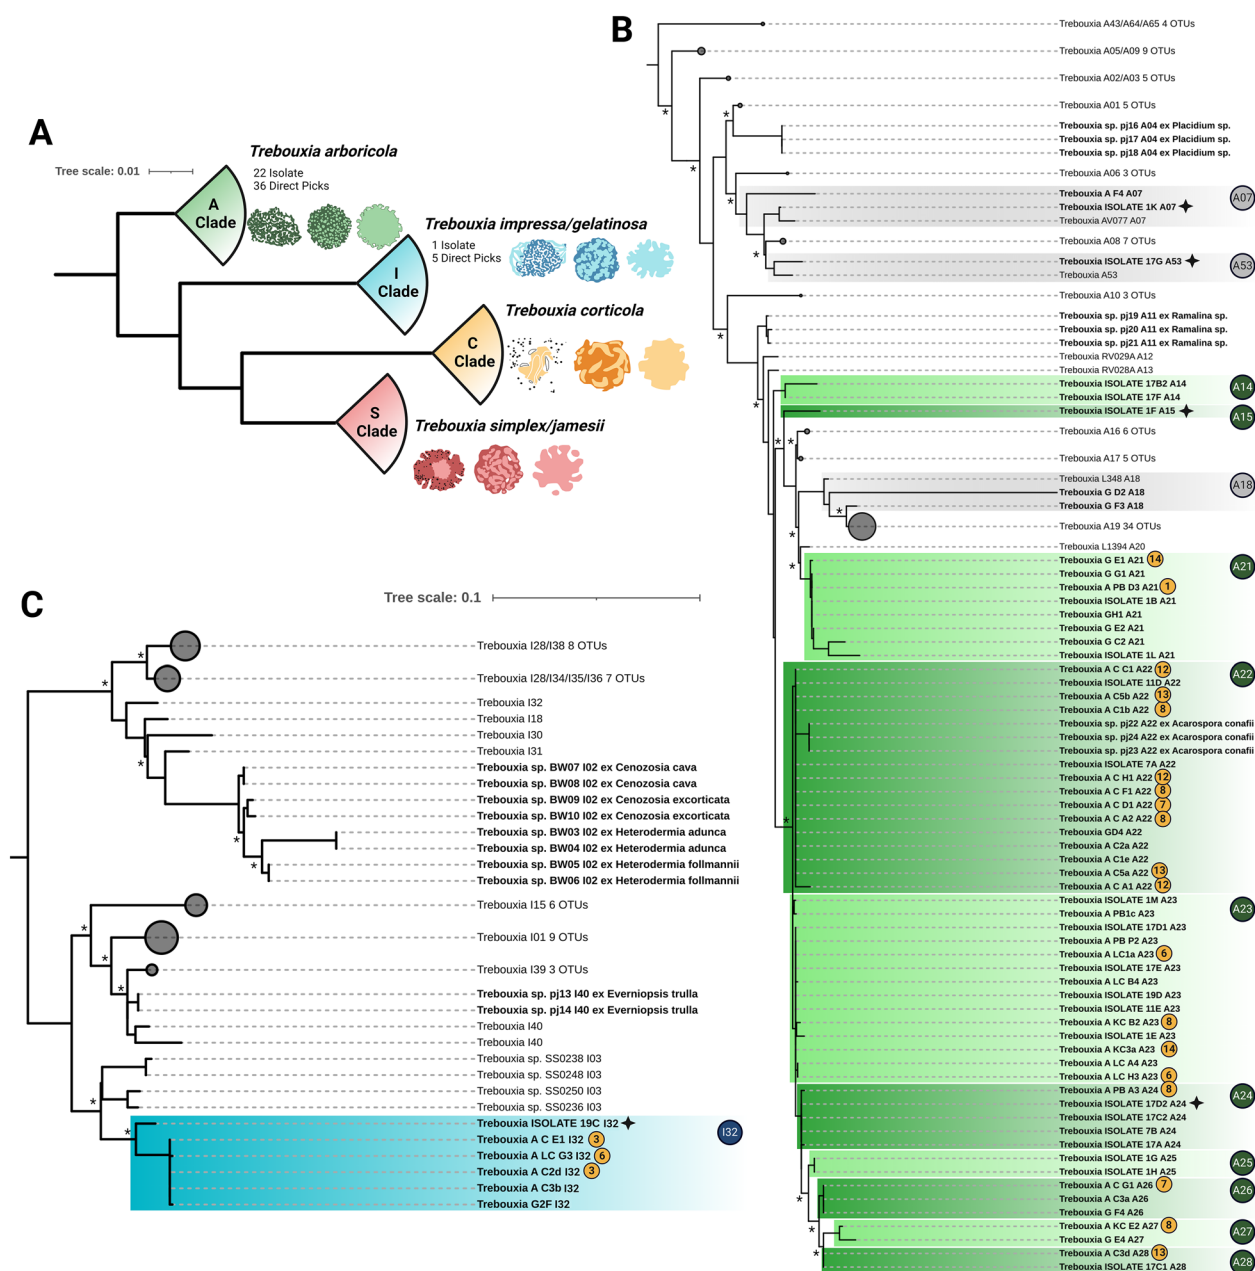 A
Tree scale: 0.01
Trebouxia arboricola
22 Isolate
36 Direct Picks
A
Clade
Trebouxia impressa/gelatinosa
1 Isolate
5 Direct Picks
I
Clade
Trebouxia corticola
C
Clade
Trebouxia simplex/jamesii
S
Clade
B
Trebouxia A43/A64/A65 4 OTUs
*
Trebouxia A05/A09 9 OTUs
*
Trebouxia A02/A03 5 OTUs
*
Trebouxia A01 5 OTUs
Trebouxia sp. pj16 A04 ex Placidium sp.
Trebouxia sp. pj17 A04 ex Placidium sp.
Trebouxia sp. pj18 A04 ex Placidium sp.
*
Trebouxia A06 3 OTUs
Trebouxia A F4 A07
A07
Trebouxia ISOLATE 1K A07
Trebouxia AV077 A07
Trebouxia A08 7 OTUs
*
Trebouxia ISOLATE 17G A53
A53
Trebouxia A53
*
Trebouxia A10 3 OTUs
Trebouxia sp. pj19 A11 ex Ramalina sp.
Trebouxia sp. pj20 A11 ex Ramalina sp.
Trebouxia sp. pj21 A11 ex Ramalina sp.
Trebouxia RV029A A12
Trebouxia RV028A A13
*
Trebouxia ISOLATE 17B2 A14
A14
Trebouxia ISOLATE 17F A14
Trebouxia ISOLATE 1F A15
A15
* *
Trebouxia A16 6 OTUs
Trebouxia A17 5 OTUs
Trebouxia L348 A18
A18
Trebouxia G D2 A18
Trebouxia G F3 A18
*
Trebouxia A19 34 OTUs
*
Trebouxia L1394 A20
*
Trebouxia G E1 A21 14
A21
Trebouxia G G1 A21
Trebouxia A PB D3 A21 1
Trebouxia ISOLATE 1B A21
Trebouxia GH1 A21
Trebouxia G E2 A21
Trebouxia G C2 A21
Trebouxia ISOLATE 1L A21
Trebouxia A C C1 A22 12
A22
Trebouxia ISOLATE 11D A22
Trebouxia A C5b A22 13
Trebouxia A C1b A22 8
Trebouxia sp. pj22 A22 ex Acarospora conafii
Trebouxia sp. pj24 A22 ex Acarospora conafii
Trebouxia sp. pj23 A22 ex Acarospora conafii
Trebouxia ISOLATE 7A A22
Trebouxia A C H1 A22 12
Trebouxia A C F1 A22 8
Trebouxia A C D1 A22 7
Trebouxia A C A2 A22 8
*
Trebouxia GD4 A22
Trebouxia A C2a A22
Trebouxia A C1e A22
Trebouxia A C5a A22 13
Trebouxia A C A1 A22 12
Trebouxia ISOLATE 1M A23
A23
Trebouxia A PB1c A23
Trebouxia ISOLATE 17D1 A23
Trebouxia A PB P2 A23
Trebouxia A LC1a A23 6
Trebouxia ISOLATE 17E A23
Trebouxia A LC B4 A23
Trebouxia ISOLATE 19D A23
Trebouxia ISOLATE 11E A23
Trebouxia A KC B2 A23 8
Trebouxia ISOLATE 1E A23
Trebouxia A KC3a A23 14
Trebouxia A LC A4 A23
Trebouxia A LC H3 A23 6
Trebouxia A PB A3 A24 8
A24
Trebouxia ISOLATE 17D2 A24
Trebouxia ISOLATE 17C2 A24
Trebouxia ISOLATE 7B A24
Trebouxia ISOLATE 17A A24
Trebouxia ISOLATE 1G A25
A25
Trebouxia ISOLATE 1H A25
Trebouxia A C G1 A26 7
A26
*
Trebouxia A C3a A26
Trebouxia G F4 A26
*
Trebouxia A KC E2 A27 8
A27
Trebouxia G E4 A27
*
Trebouxia A C3d A28 13
A28
Trebouxia ISOLATE 17C1 A28
C
Tree scale: 0.1
Trebouxia I28/I38 8 OTUs
*
Trebouxia I28/I34/I35/I36 7 OTUs
*
Trebouxia I32
Trebouxia I18
Trebouxia I30
Trebouxia I31
*
Trebouxia sp. BW07 I02 ex Cenozosia cava
Trebouxia sp. BW08 I02 ex Cenozosia cava
Trebouxia sp. BW09 I02 ex Cenozosia excorticata
Trebouxia sp. BW10 I02 ex Cenozosia excorticata
Trebouxia sp. BW03 I02 ex Heterodermia adunca
*
Trebouxia sp. BW04 I02 ex Heterodermia adunca
*
Trebouxia sp. BW05 I02 ex Heterodermia follmannii
Trebouxia sp. BW06 I02 ex Heterodermia follmannii
Trebouxia I15 6 OTUs
*
Trebouxia I01 9 OTUs
*
Trebouxia I39 3 OTUs
*
Trebouxia sp. pj13 I40 ex Everniopsis trulla
Trebouxia sp. pj14 I40 ex Everniopsis trulla
Trebouxia I40
Trebouxia I40
Trebouxia sp. SS0238 I03
Trebouxia sp. SS0248 I03
Trebouxia sp. SS0250 I03
*
Trebouxia sp. SS0236 I03
Trebouxia ISOLATE 19C I32
I32
*
Trebouxia A C E1 I32 3
Trebouxia A LC G3 I32 6
Trebouxia A C2d I32 3
Trebouxia A C3b I32
Trebouxia G2F I32